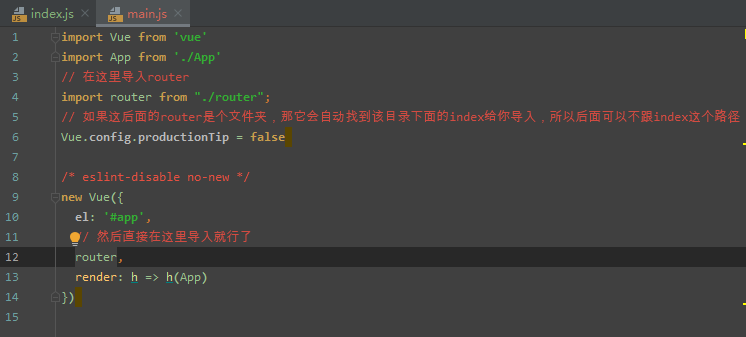 index.js
main.js
1 import Vue from 'vue'
2 import App from './App'
3 // 在这里导入router
4 import router from "./router";
5 // 如果这后面的router是个文件夹，那它会自动找到该目录下面的index给你导入，所以后面可以不跟index这个路径
6 Vue.config.productionTip = false
7
8 /* eslint-disable no-new */
9 new Vue({
10 el: '#app',
11 / 然后直接在这里导入就行了
12 router,
13 render: h => h(App)
14 })
15